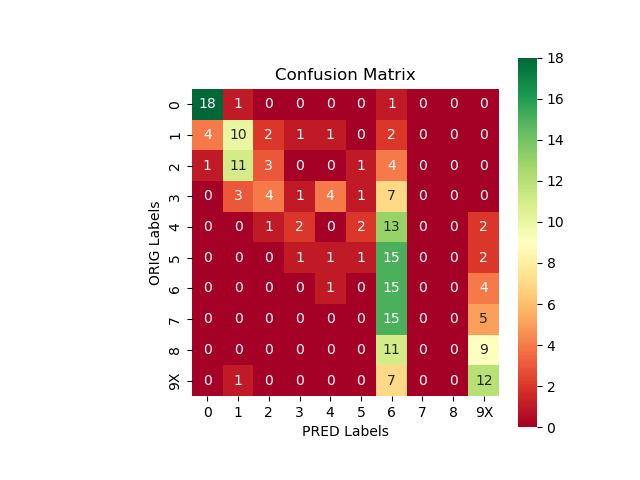 Confusion Matrix
18
0 18 1 0 0 0 0 1 0 0 0
16
1 4 10 2 1 1 0 2 0 0 0
14
2 1 11 3 0 0 1 4 0 0 0
12
3 0 3 4 1 4 1 7 0 0 0
10
4 0 0 1 2 0 2 13 0 0 2
ORIG Labels
8
5 0 0 0 1 1 1 15 0 0 2
6
6 0 0 0 0 1 0 15 0 0 4
4
7 0 0 0 0 0 0 15 0 0 5
2
8 0 0 0 0 0 0 11 0 0 9
9X 0 1 0 0 0 0 7 0 0 12
0
0 1 2 3 4 5 6 7 8 9X
PRED Labels